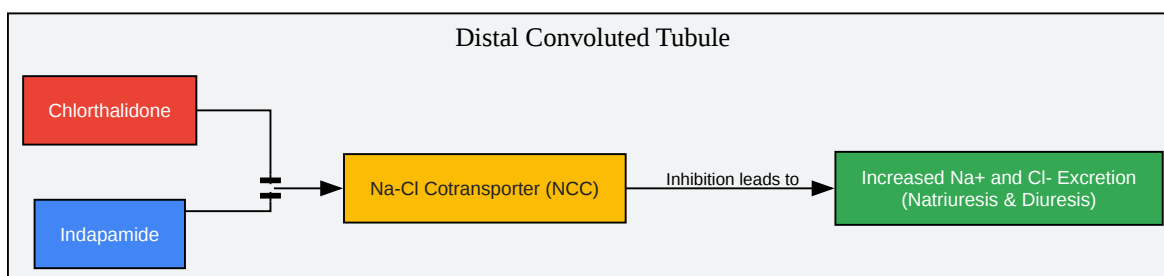 Distal Convoluted Tubule
Chlorthalidone
Indapamide
Na-Cl Cotransporter (NCC)
Inhibition leads to
Increased Na+ and Cl- Excretion
(Natriuresis & Diuresis)